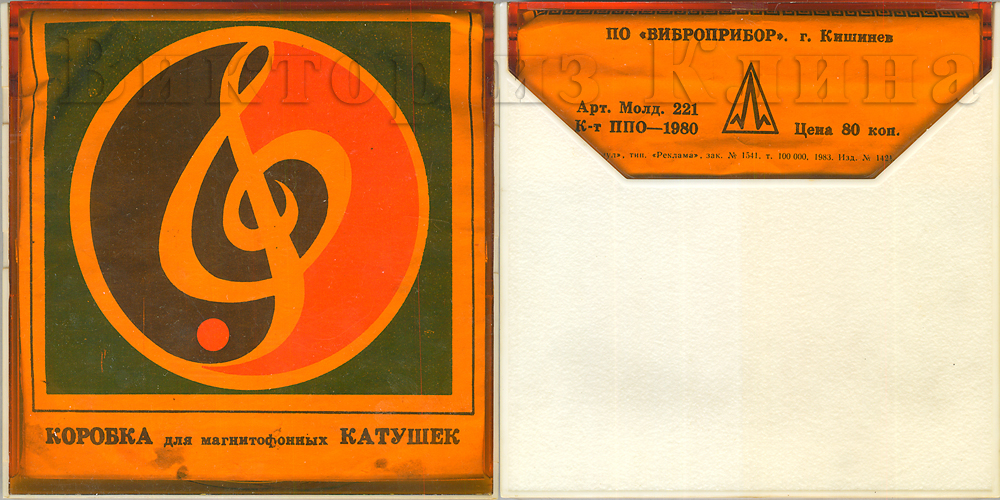 Виктор из Клина
КОРОБКА для магнитофонных КАТУШЕК
ПО «ВИБРОПРИБОР». г. Кишинев
Арт. Молд. 221
К-т ППО—1980
Цена 80 коп.
тип. «Реклама», зак. № 1541, т. 100 000, 1983. Изд. №